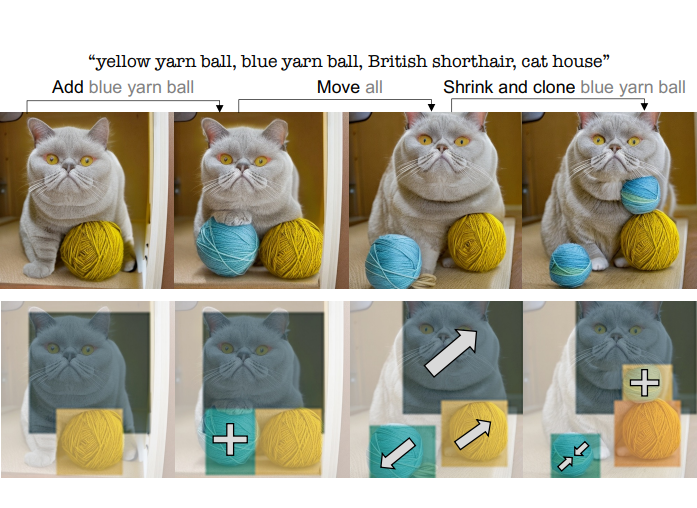 “yellow yarn ball, blue yarn ball, British shorthair, cat house”
Add blue yarn ball Move all Shrink and clone blue yarn ball